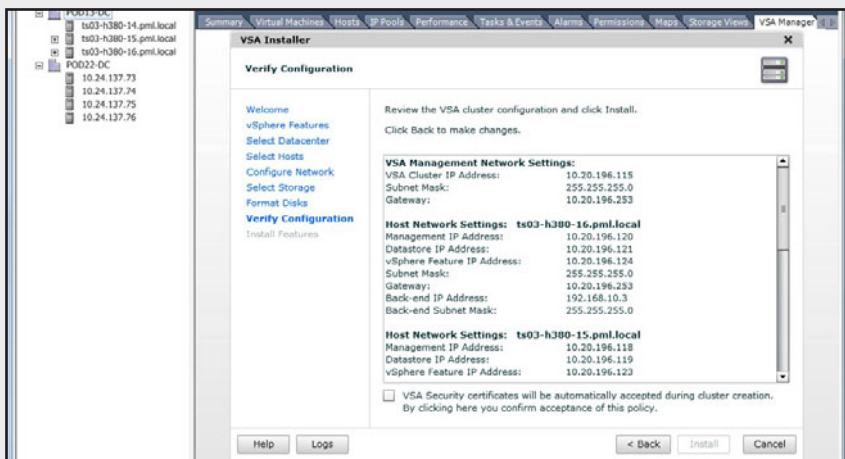 POD13-DC
ts03-h380-14.pml.local
ts03-h380-15.pml.local
ts03-h380-16.pml.local
POD22-DC
10.24.137.73
10.24.137.74
10.24.137.75
10.24.137.76
Summary Virtual Machines Hosts IP Pools Performance Tasks & Events Alarms Permissions Maps Storage Views VSA Manager
VSA Installer
Verify Configuration
Welcome
vSphere Features
Select Datacenter
Select Hosts
Configure Network
Select Storage
Format Disks
Verify Configuration
Install Features
Review the VSA cluster configuration and click Install.
Click Back to make changes.
VSA Management Network Settings:
VSA Cluster IP Address: 10.20.196.115
Subnet Mask: 255.255.255.0
Gateway: 10.20.196.253
Host Network Settings: ts03-h380-16.pml.local
Management IP Address: 10.20.196.120
Datastore IP Address: 10.20.196.121
vSphere Feature IP Address: 10.20.196.124
Subnet Mask: 255.255.255.0
Gateway: 10.20.196.253
Back-end IP Address: 192.168.10.3
Back-end Subnet Mask: 255.255.255.0
Host Network Settings: ts03-h380-15.pml.local
Management IP Address: 10.20.196.118
Datastore IP Address: 10.20.196.119
vSphere Feature IP Address: 10.20.196.123
VSA Security certificates will be automatically accepted during cluster creation.
By clicking here you confirm acceptance of this policy.
Help Logs < Back Install Cancel